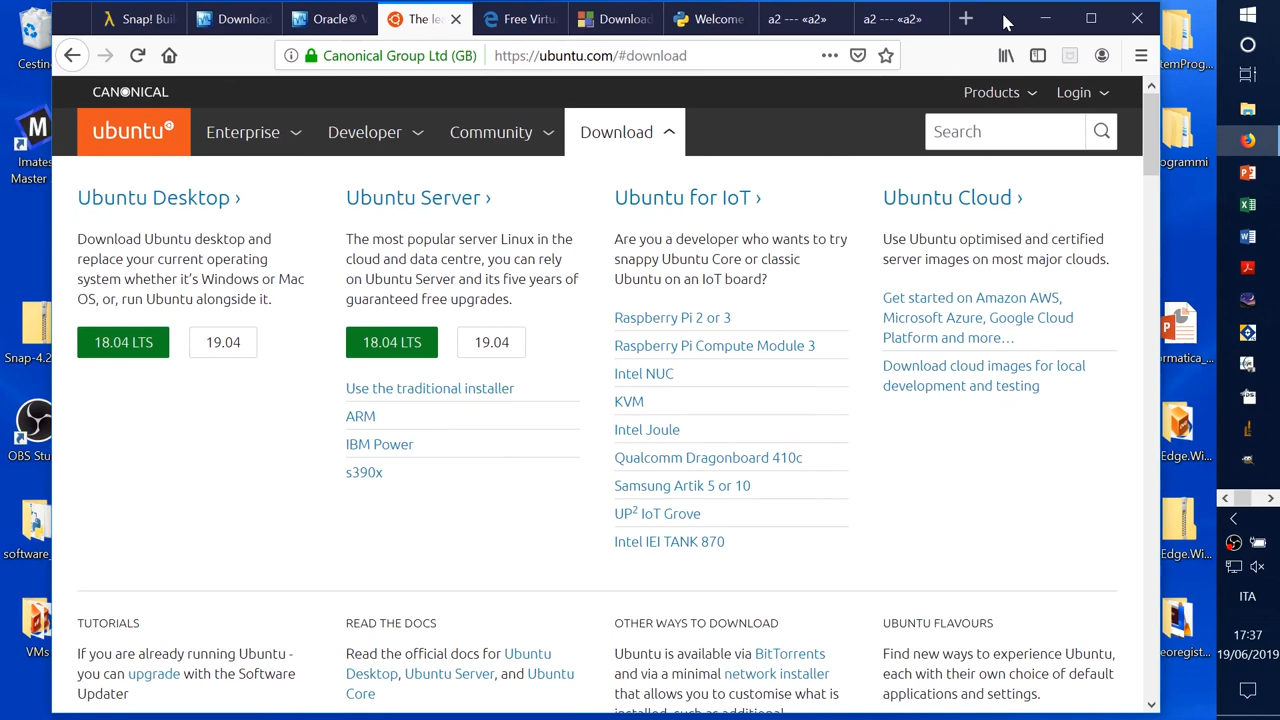 Snap! Buil
Download
Oracle® V
The lea
Free Virtu
Download
Welcome
a2 --- «a2»
a2 --- «a2»
Canonical Group Ltd (GB)
https://ubuntu.com/#download
CANONICAL
Products
Login
ubuntu
Enterprise
Developer
Community
Download
Search
Ubuntu Desktop ›
Download Ubuntu desktop and
replace your current operating
system whether it's Windows or Mac
OS, or, run Ubuntu alongside it.
18.04 LTS
19.04
Ubuntu Server ›
The most popular server Linux in the
cloud and data centre, you can rely
on Ubuntu Server and its five years of
guaranteed free upgrades.
18.04 LTS
19.04
Use the traditional installer
ARM
IBM Power
s390x
Ubuntu for IoT ›
Are you a developer who wants to try
snappy Ubuntu Core or classic
Ubuntu on an IoT board?
Raspberry Pi 2 or 3
Raspberry Pi Compute Module 3
Intel NUC
KVM
Intel Joule
Qualcomm Dragonboard 410c
Samsung Artik 5 or 10
UP² IoT Grove
Intel IEI TANK 870
Ubuntu Cloud ›
Use Ubuntu optimised and certified
server images on most major clouds.
Get started on Amazon AWS,
Microsoft Azure, Google Cloud
Platform and more…
Download cloud images for local
development and testing
TUTORIALS
If you are already running Ubuntu -
you can upgrade with the Software
Updater
READ THE DOCS
Read the official docs for Ubuntu
Desktop, Ubuntu Server, and Ubuntu
Core
OTHER WAYS TO DOWNLOAD
Ubuntu is available via BitTorrents
and via a minimal network installer
that allows you to customise what is
installed, such as additional
UBUNTU FLAVOURS
Find new ways to experience Ubuntu,
each with their own choice of default
applications and settings.
Cestino
Imates
Master
Snap-4.2
OBS Stu
software_
VMs
temProg...
programmi
ormatica_...
Edge.Wi...
Edge.Wi...
eoregist...
ITA
17:37
19/06/2019